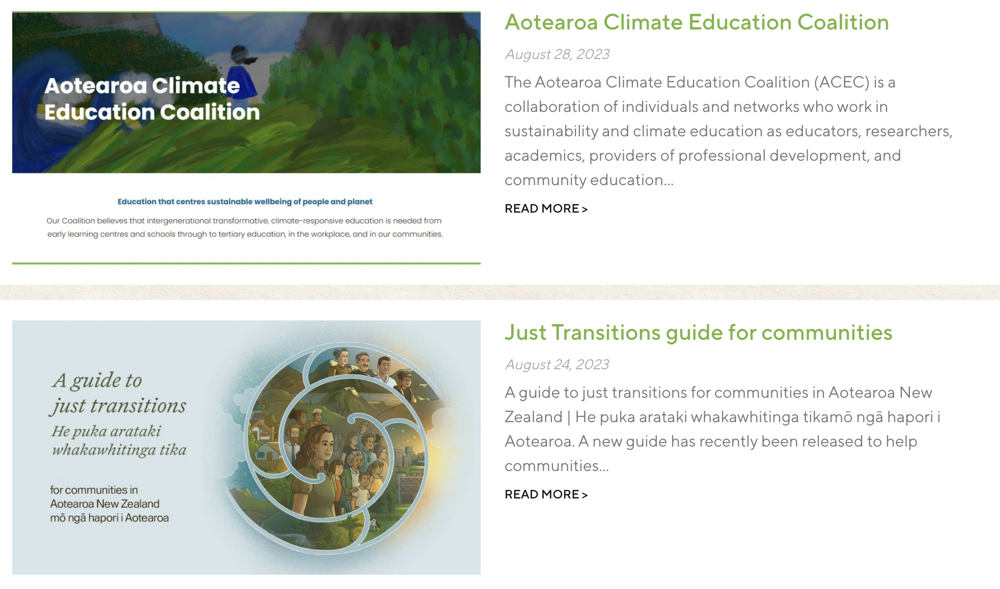 Aotearoa Climate
Education Coalition
Education that centres sustainable wellbeing of people and planet
Our Coalition believes that intergenerational transformative, climate-responsive education is needed from
early learning centres and schools through to tertiary education, in the workplace, and in our communities.
Aotearoa Climate Education Coalition
August 28, 2023
The Aotearoa Climate Education Coalition (ACEC) is a
collaboration of individuals and networks who work in
sustainability and climate education as educators, researchers,
academics, providers of professional development, and
community education...
READ MORE >
A guide to
just transitions
He puka arataki
whakawhitinga tika
for communities in
Aotearoa New Zealand
mō ngā hapori i Aotearoa
Just Transitions guide for communities
August 24, 2023
A guide to just transitions for communities in Aotearoa New
Zealand | He puka arataki whakawhitinga tikamō ngā hapori i
Aotearoa. A new guide has recently been released to help
communities...
READ MORE >